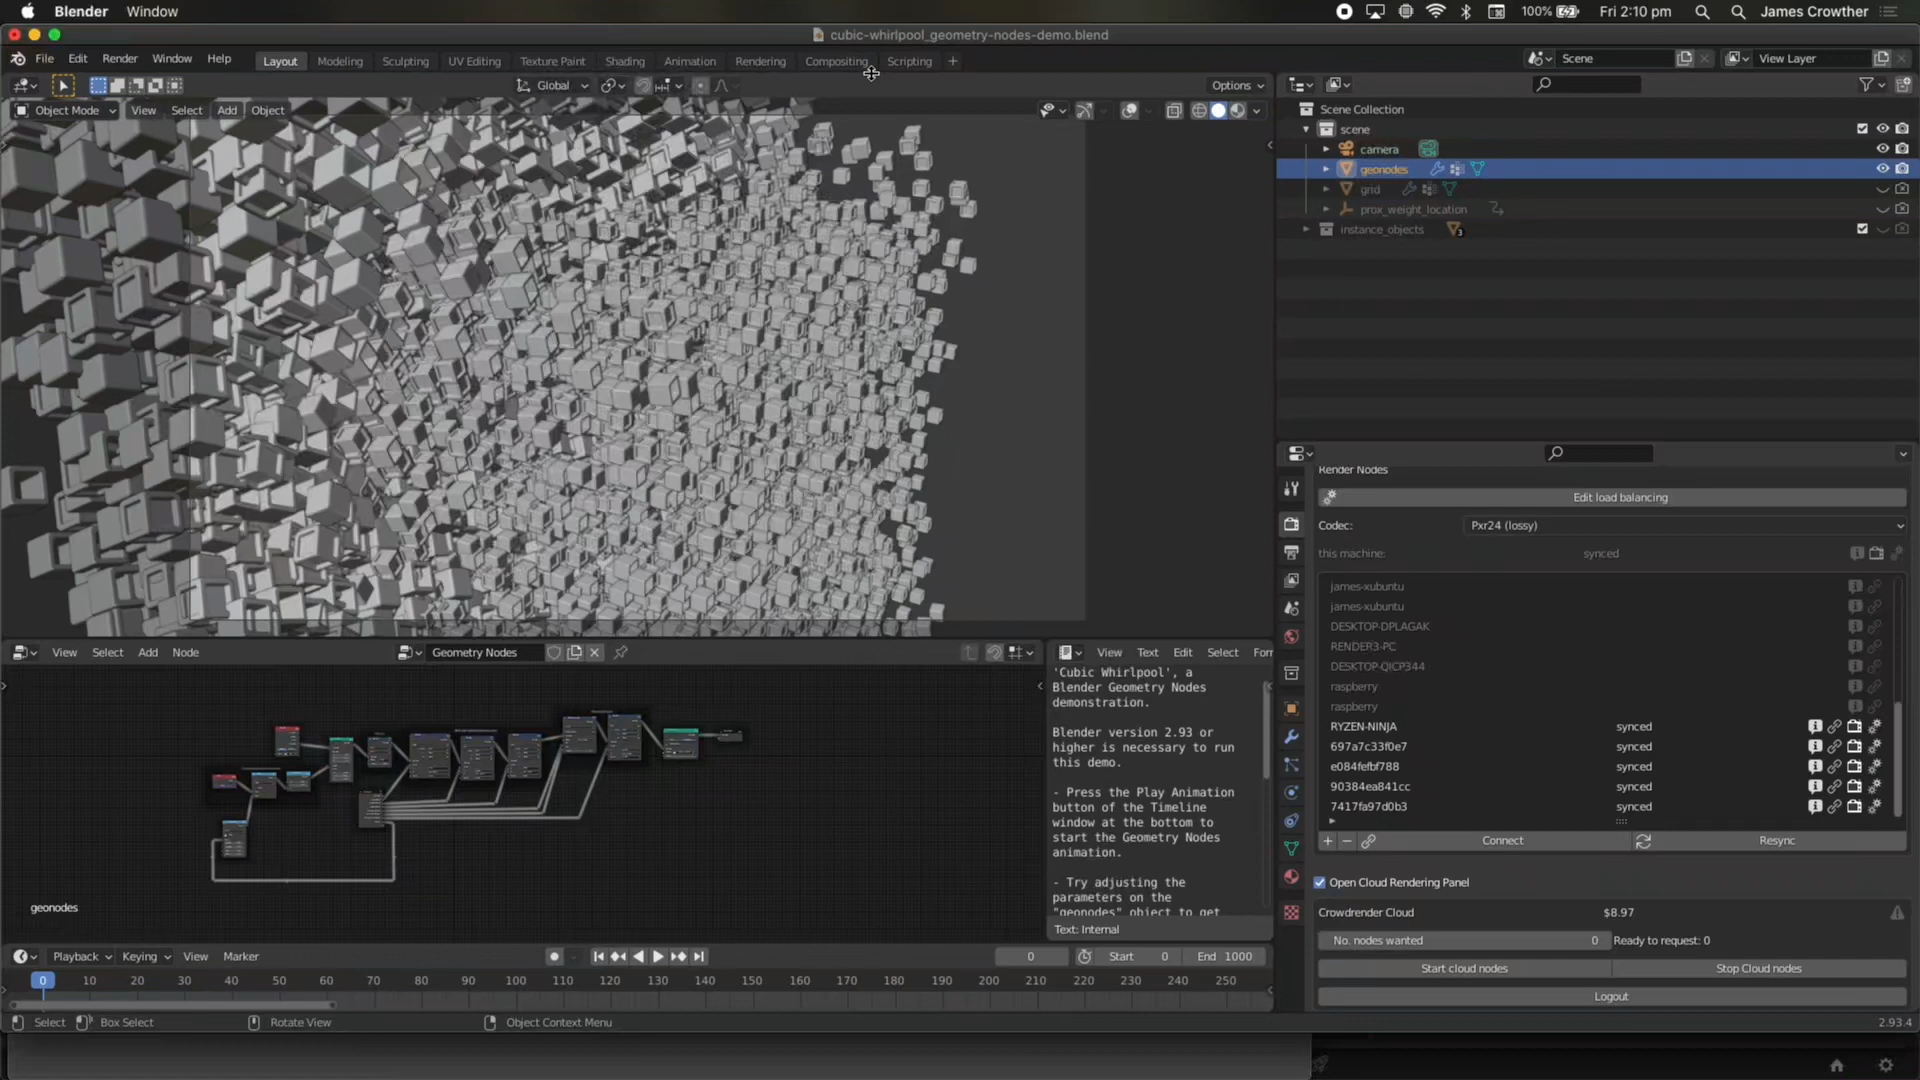 Blender Window 100% Fri 2:10 pm James Crowther
cubic-whirlpool_geometry-nodes-demo.blend
File Edit Render Window Help Layout Modeling Sculpting UV Editing Texture Paint Shading Animation Rendering Compositing Scripting + Scene View Layer
Global Options
Object Mode View Select Add Object
Scene Collection
scene
camera
geonodes
grid
prox_weight_location
instance_objects 3
Render Nodes
Edit load balancing
Codec: Pxr24 (lossy)
this machine: synced
james-xubuntu
james-xubuntu
DESKTOP-DPLAGAK
RENDER3-PC
DESKTOP-QICP344
raspberry
raspberry
RYZEN-NINJA synced
697a7c33f0e7 synced
e084fefbf788 synced
90384ea841cc synced
7417fa97d0b3 synced
+ − Connect Resync
Open Cloud Rendering Panel
Crowdrender Cloud $8.97
No. nodes wanted 0 Ready to request: 0
Start cloud nodes Stop Cloud nodes
Logout
View Select Add Node Geometry Nodes
geonodes
View Text Edit Select Forr
'Cubic Whirlpool', a
Blender Geometry Nodes
demonstration.
Blender version 2.93 or
higher is necessary to run
this demo.
- Press the Play Animation
button of the Timeline
window at the bottom to
start the Geometry Nodes
animation.
- Try adjusting the
parameters on the
"geonodes" object to get
Text: Internal
Playback Keying View Marker 0 Start 0 End 1000
0 10 20 30 40 50 60 70 80 90 100 110 120 130 140 150 160 170 180 190 200 210 220 230 240 250
Select Box Select Rotate View Object Context Menu 2.93.4